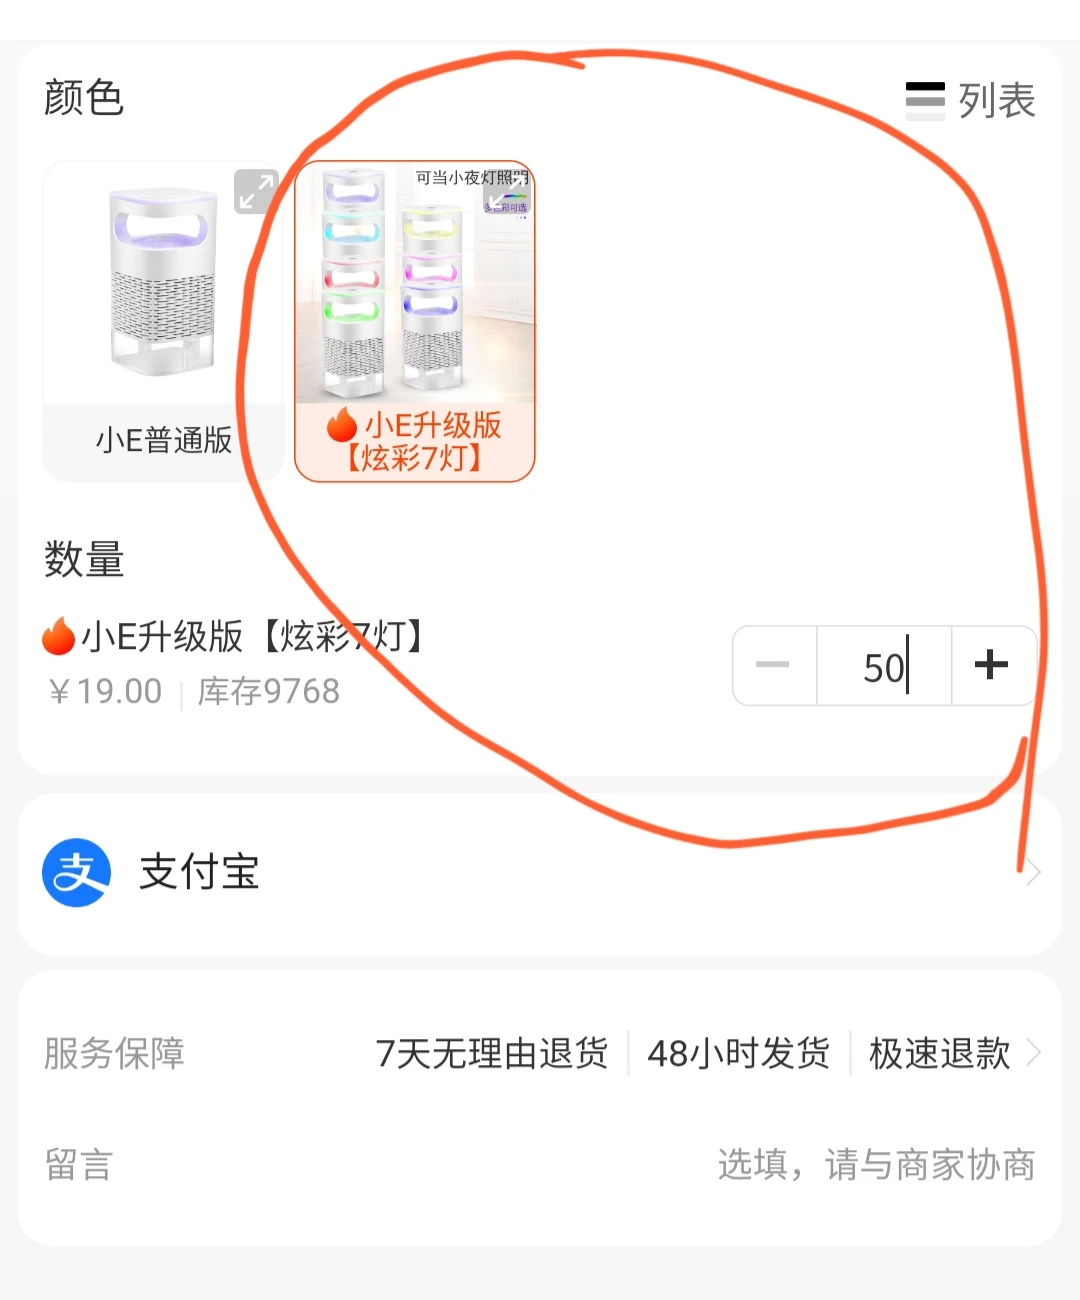 颜色
列表
可当小夜灯照明
多色彩可选
小E普通版
小E升级版
【炫彩7灯】
数量
小E升级版【炫彩7灯】
￥19.00 | 库存9768
50
支付宝
服务保障 7天无理由退货 | 48小时发货 | 极速退款
留言 选填，请与商家协商